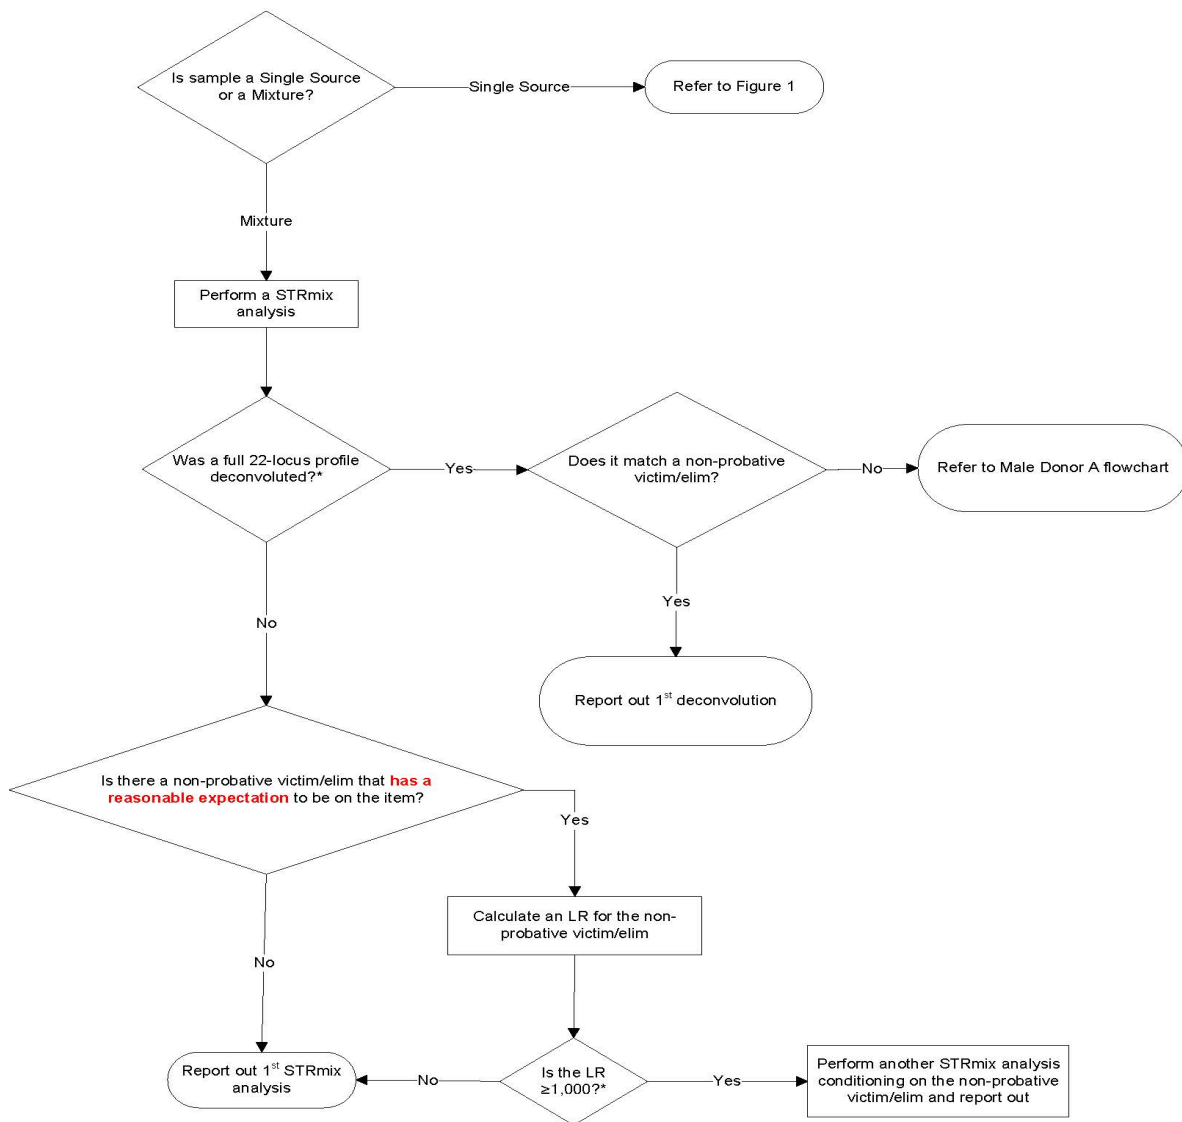 Is sample a Single Source
or a Mixture?
Single Source
Refer to Figure 1
Mixture
Perform a STRmix
analysis
Was a full 22-locus profile
deconvoluted?*
Yes
Does it match a non-probative
victim/elim?
No
Refer to Male Donor A flowchart
Yes
No
Report out 1st deconvolution
Is there a non-probative victim/elim that has a
reasonable expectation to be on the item?
Yes
Calculate an LR for the non-
probative victim/elim
No
Report out 1st STRmix
analysis
No
Is the LR
≥1,000?*
Yes
Perform another STRmix analysis
conditioning on the non-probative
victim/elim and report out